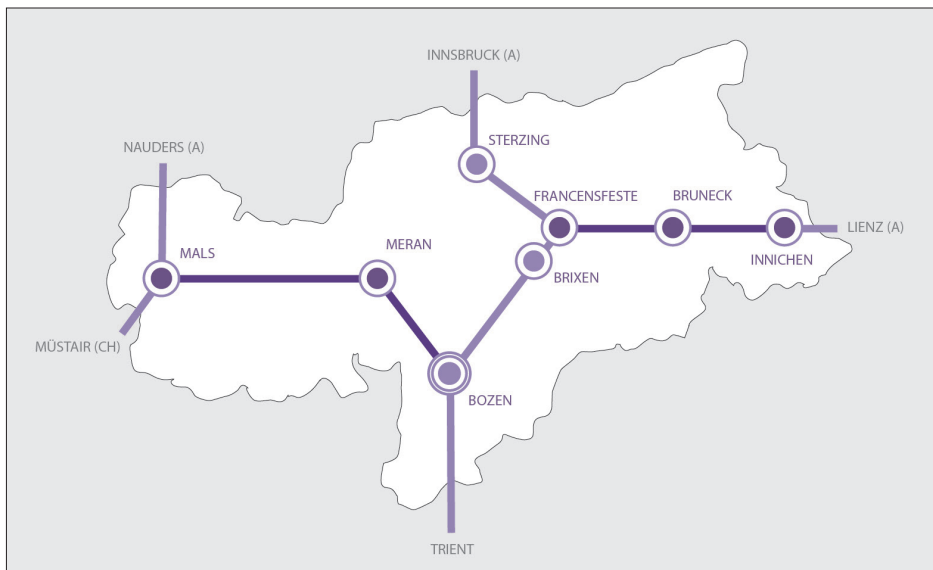 INNSBRUCK (A)
STERZING
NAUDERS (A)
FRANCENSFESTE
BRUNECK
LIENZ (A)
MERAN
MALS
INNICHEN
BRIXEN
MÜSTAIR (CH)
BOZEN
TRIENT